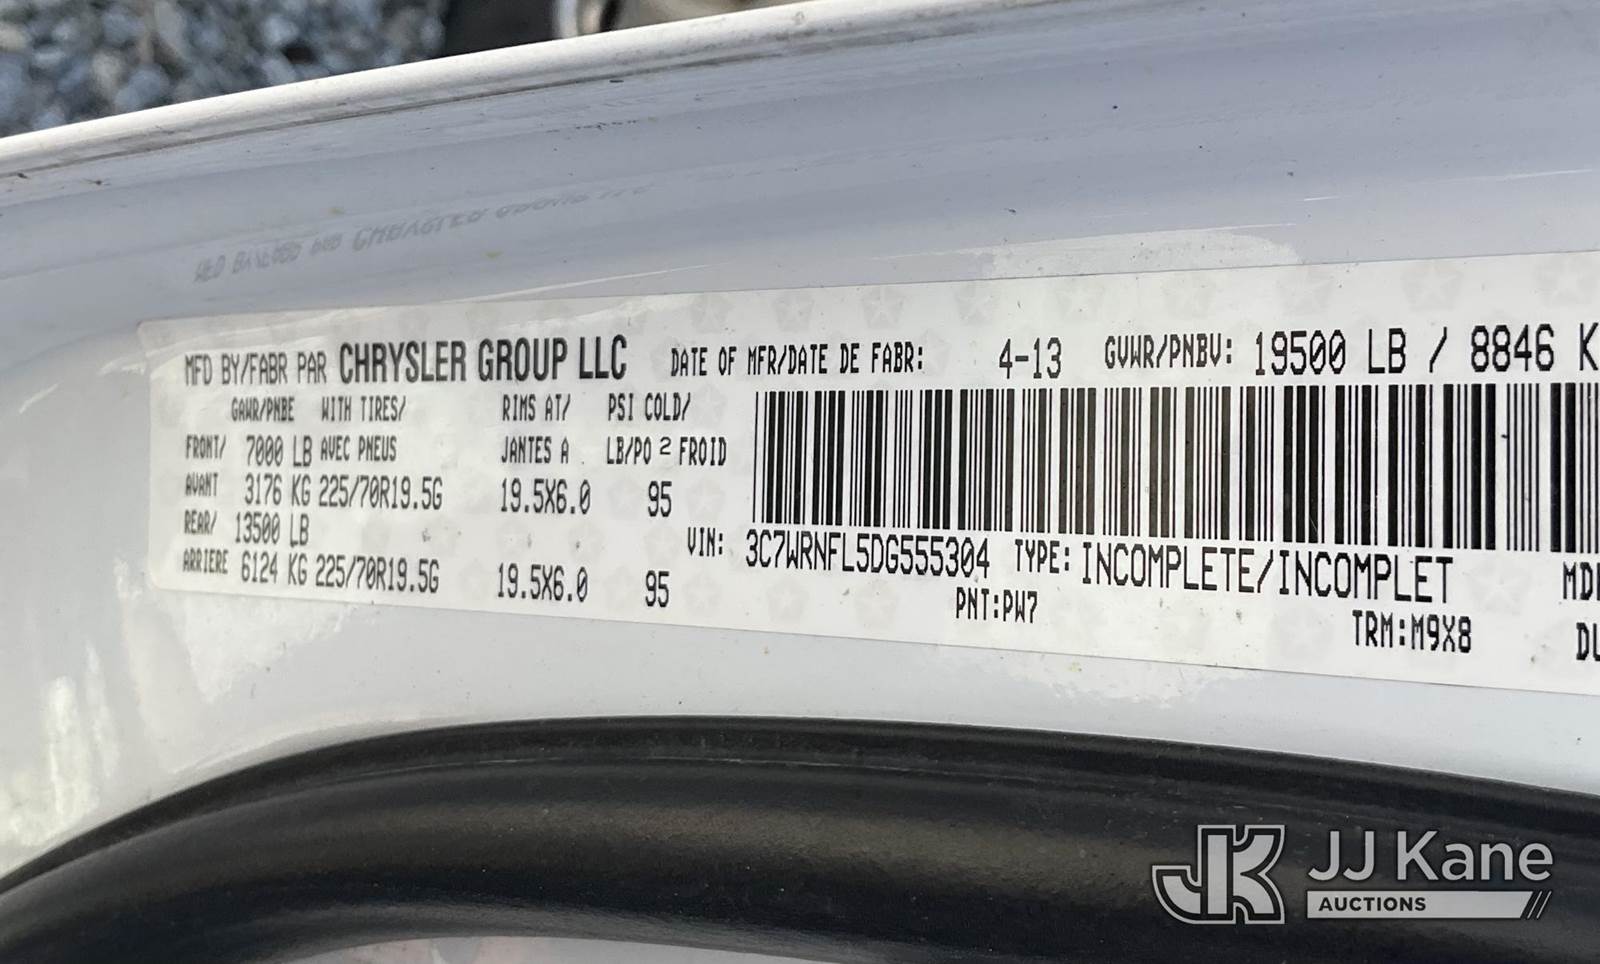 MFD BY/FABR PAR CHRYSLER GROUP LLC DATE OF MFR/DATE DE FABR: 4-13 GVWR/PNBV: 19500 LB / 8846 K
GAWR/PNBE WITH TIRES/ RIMS AT/ PSI COLD/
FRONT/ 7000 LB AVEC PNEUS JANTES A LB/PO 2 FROID
AVANT 3176 KG 225/70R19.5G 19.5X6.0 95
REAR/ 13500 LB
ARRIERE 6124 KG 225/70R19.5G 19.5X6.0 95
VIN: 3C7WRNFL5DG555304 TYPE: INCOMPLETE/INCOMPLET
PNT:PW7 TRM:M9X8
JK JJ Kane
AUCTIONS